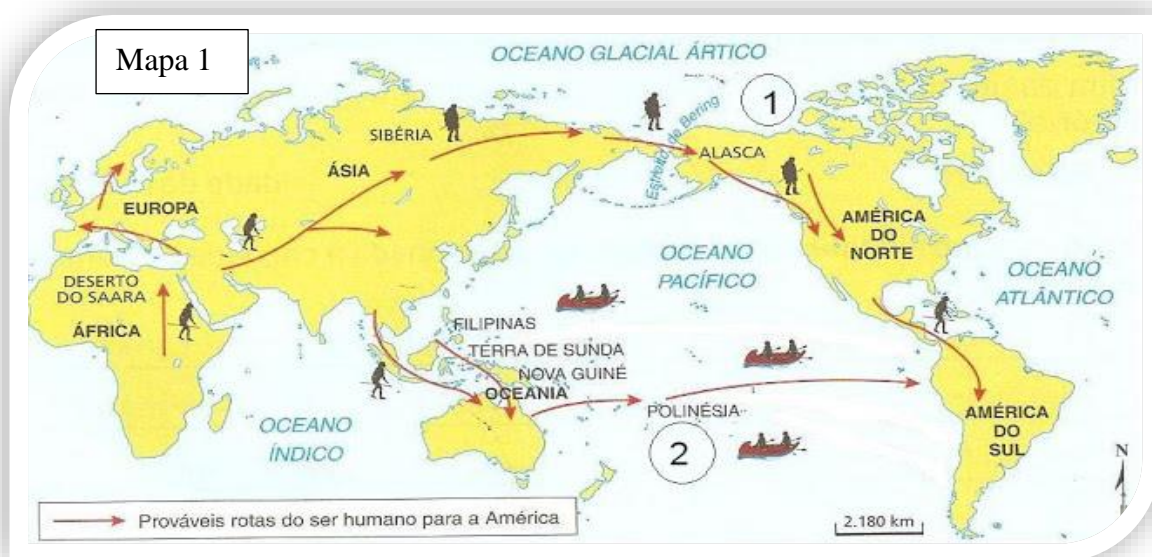 Mapa 1
OCEANO GLACIAL ÁRTICO
1
Estreito de Bering
SIBÉRIA
ALASCA
ÁSIA
EUROPA
AMÉRICA
DO
NORTE
OCEANO
PACÍFICO
OCEANO
ATLÂNTICO
DESERTO
DO SAARA
ÁFRICA
FILIPINAS
TERRA DE SUNDA
NOVA GUINÉ
OCEANIA
POLINÉSIA
2
OCEANO
ÍNDICO
AMÉRICA
DO
SUL
N
Prováveis rotas do ser humano para a América
2.180 km